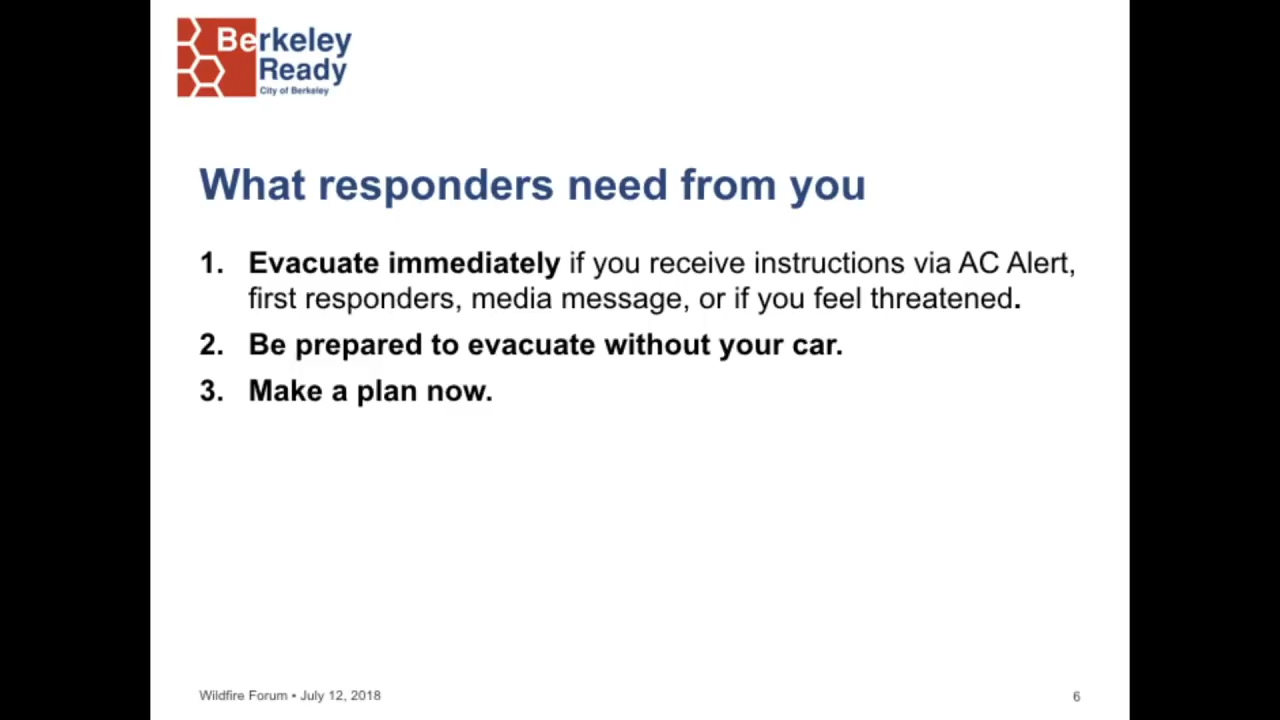 Berkeley
Ready
City of Berkeley
What responders need from you
1. Evacuate immediately if you receive instructions via AC Alert,
first responders, media message, or if you feel threatened.
2. Be prepared to evacuate without your car.
3. Make a plan now.
Wildfire Forum • July 12, 2018
6